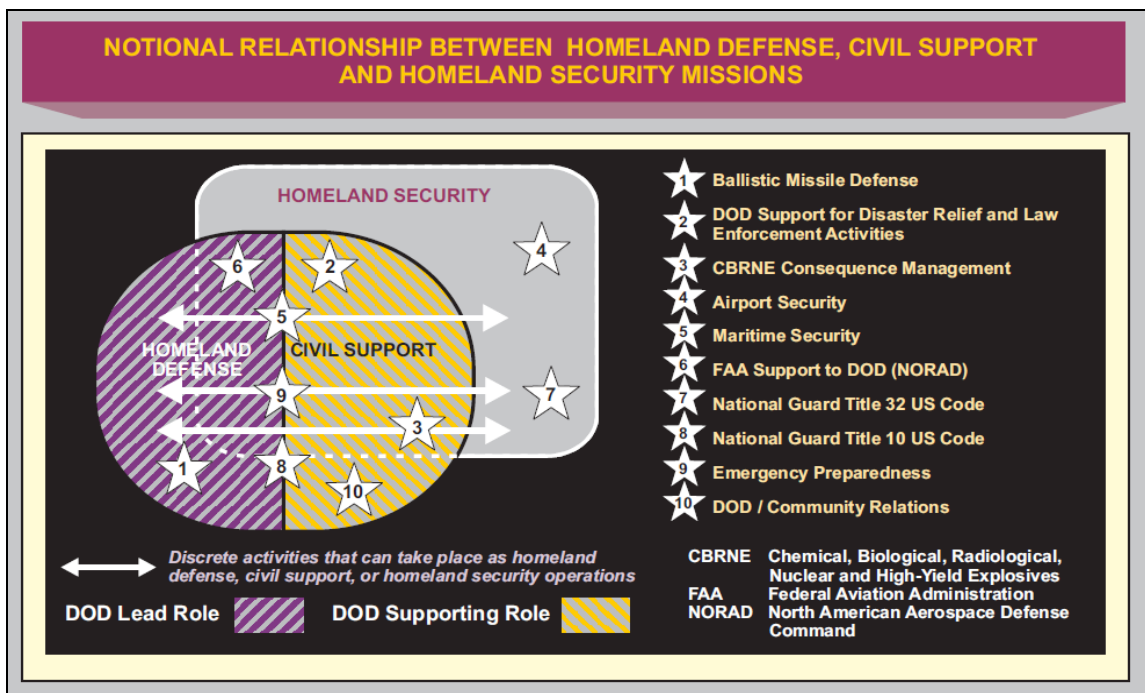 NOTIONAL RELATIONSHIP BETWEEN HOMELAND DEFENSE, CIVIL SUPPORT
AND HOMELAND SECURITY MISSIONS
HOMELAND SECURITY
6
2
4
5
HOMELAND
DEFENSE
CIVIL SUPPORT
9
7
3
1
8
10
1 Ballistic Missile Defense
2 DOD Support for Disaster Relief and Law
Enforcement Activities
3 CBRNE Consequence Management
4 Airport Security
5 Maritime Security
6 FAA Support to DOD (NORAD)
7 National Guard Title 32 US Code
8 National Guard Title 10 US Code
9 Emergency Preparedness
10 DOD / Community Relations
Discrete activities that can take place as homeland
defense, civil support, or homeland security operations
DOD Lead Role
DOD Supporting Role
CBRNE Chemical, Biological, Radiological,
Nuclear and High-Yield Explosives
FAA Federal Aviation Administration
NORAD North American Aerospace Defense
Command